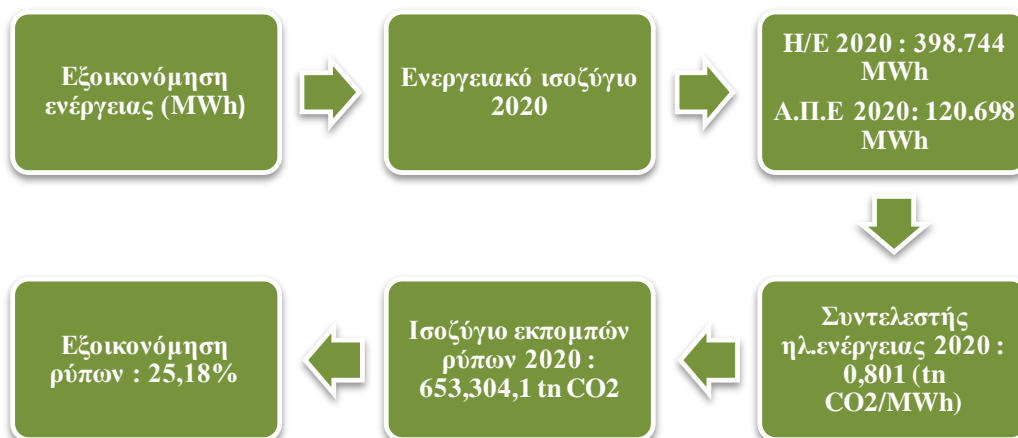 Εξοικονόμηση
ενέργειας (MWh)
Ενεργειακό ισοζύγιο
2020
Η/Ε 2020 : 398.744
MWh
Α.Π.Ε 2020: 120.698
MWh
Συντελεστής
ηλ.ενέργειας 2020 :
0,801 (tn
CO2/MWh)
Ισοζύγιο εκπομπών
ρύπων 2020 :
653,304,1 tn CO2
Εξοικονόμηση
ρύπων : 25,18%